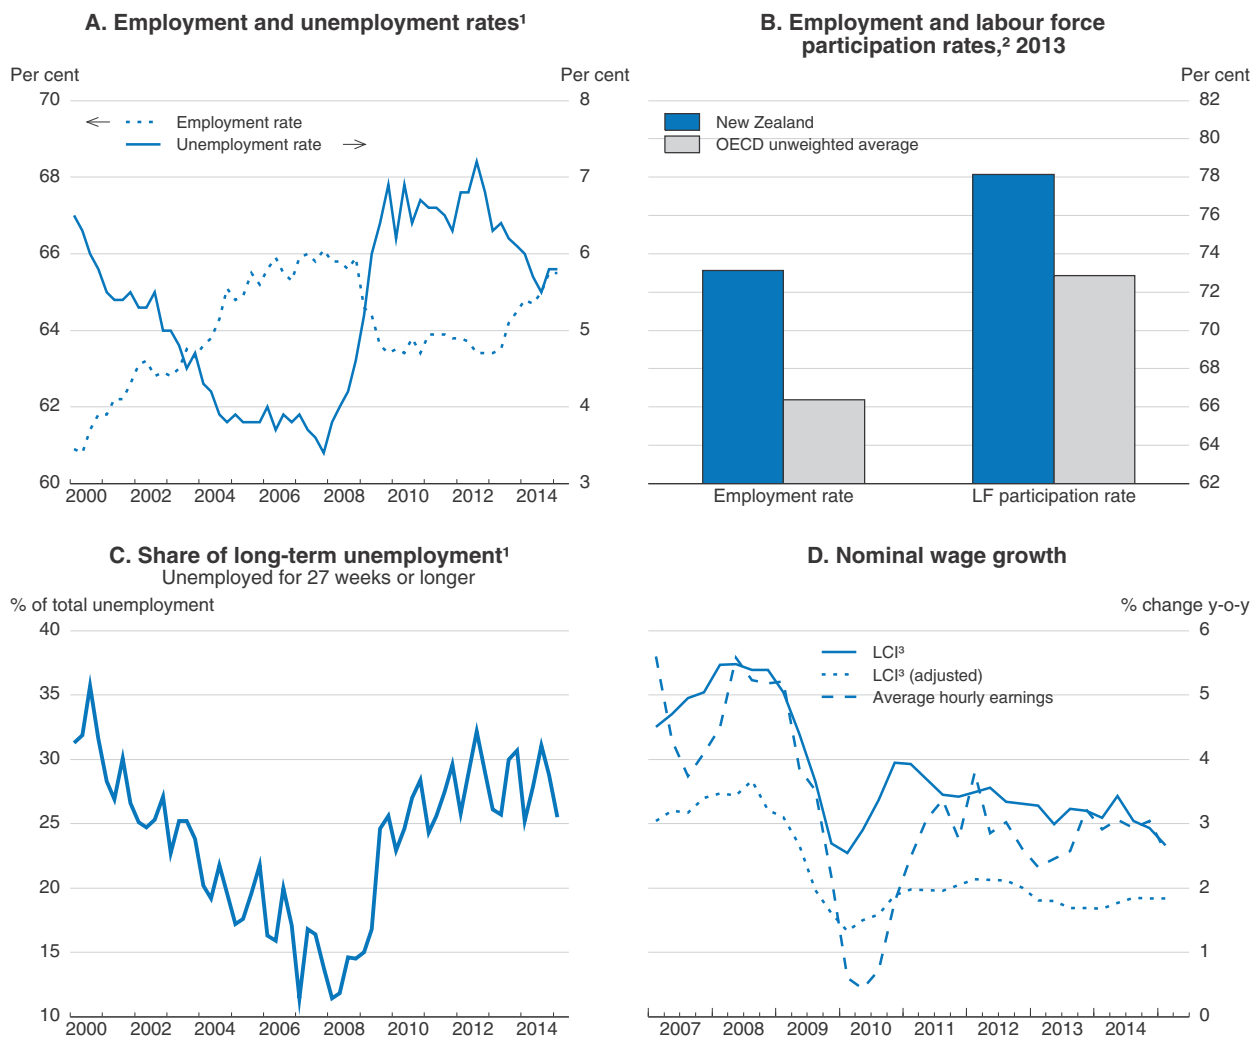 A. Employment and unemployment rates¹
Per cent
Per cent
70
8
Employment rate
Unemployment rate
68
7
66
6
64
5
62
4
60
3
2000 2002 2004 2006 2008 2010 2012 2014
B. Employment and labour force
participation rates,² 2013
Per cent
82
New Zealand
80
OECD unweighted average
78
76
74
72
70
68
66
64
62
Employment rate
LF participation rate
C. Share of long-term unemployment¹
Unemployed for 27 weeks or longer
% of total unemployment
40
35
30
25
20
15
10
2000 2002 2004 2006 2008 2010 2012 2014
D. Nominal wage growth
% change y-o-y
6
LCI³
LCI³ (adjusted)
Average hourly earnings
5
4
3
2
1
0
2007 2008 2009 2010 2011 2012 2013 2014